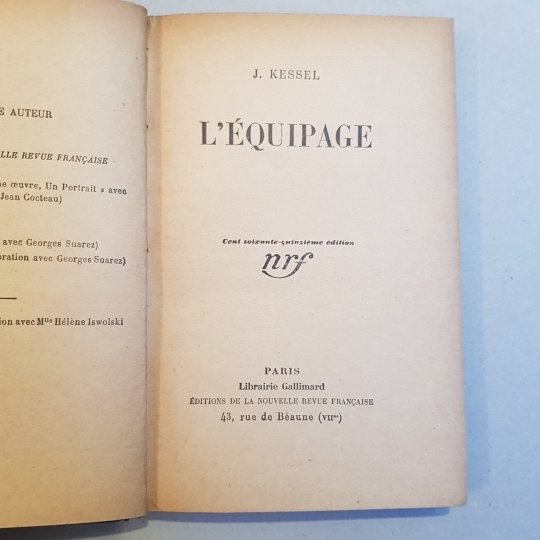 E AUTEUR
LLE REVUE FRANÇAISE
ne œuvre, Un Portrait » avec
Jean Cocteau)
avec Georges Suarez)
oration avec Georges Suarez)
ion avec Mlle Hélène Iswolski
J. KESSEL
L'ÉQUIPAGE
Cent soixante-quinzième édition
nrf
PARIS
Librairie Gallimard
ÉDITIONS DE LA NOUVELLE REVUE FRANÇAISE
43, rue de Beaune (VIIme)